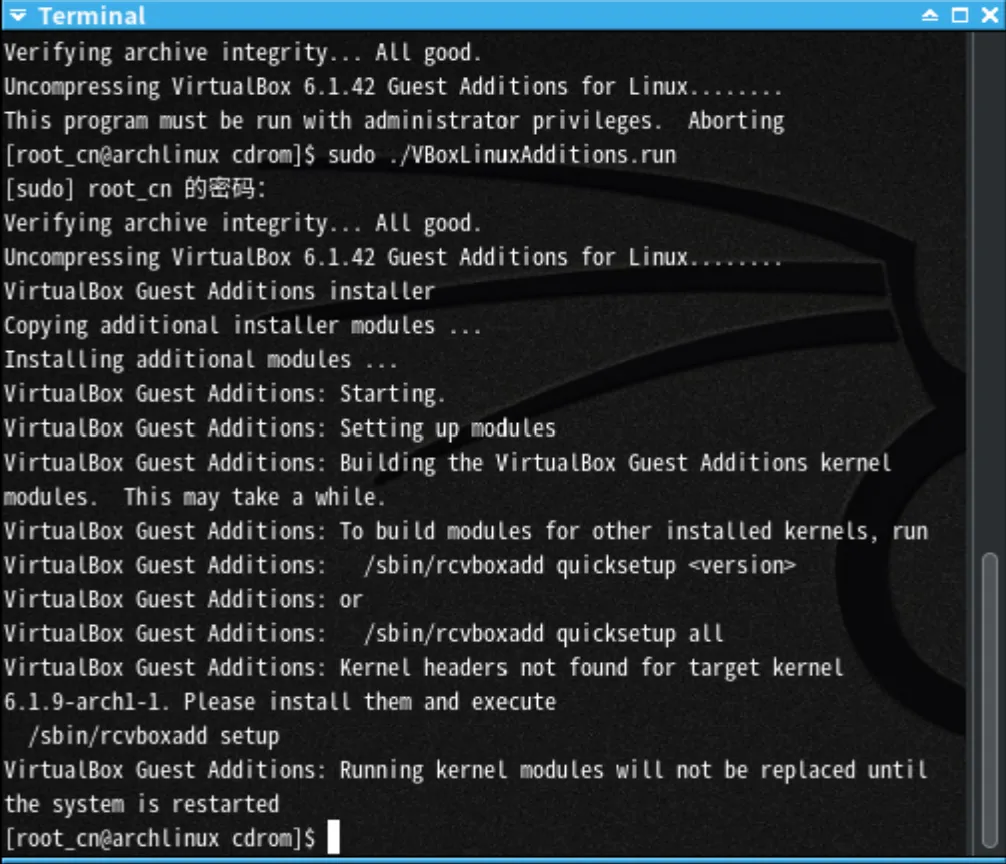 Terminal
Verifying archive integrity... All good.
Uncompressing VirtualBox 6.1.42 Guest Additions for Linux........
This program must be run with administrator privileges.  Aborting
[root_cn@archlinux cdrom]$ sudo ./VBoxLinuxAdditions.run
[sudo] root_cn 的密码：
Verifying archive integrity... All good.
Uncompressing VirtualBox 6.1.42 Guest Additions for Linux........
VirtualBox Guest Additions installer
Copying additional installer modules ...
Installing additional modules ...
VirtualBox Guest Additions: Starting.
VirtualBox Guest Additions: Setting up modules
VirtualBox Guest Additions: Building the VirtualBox Guest Additions kernel
modules.  This may take a while.
VirtualBox Guest Additions: To build modules for other installed kernels, run
VirtualBox Guest Additions:   /sbin/rcvboxadd quicksetup <version>
VirtualBox Guest Additions: or
VirtualBox Guest Additions:   /sbin/rcvboxadd quicksetup all
VirtualBox Guest Additions: Kernel headers not found for target kernel
6.1.9-arch1-1. Please install them and execute
  /sbin/rcvboxadd setup
VirtualBox Guest Additions: Running kernel modules will not be replaced until
the system is restarted
[root_cn@archlinux cdrom]$